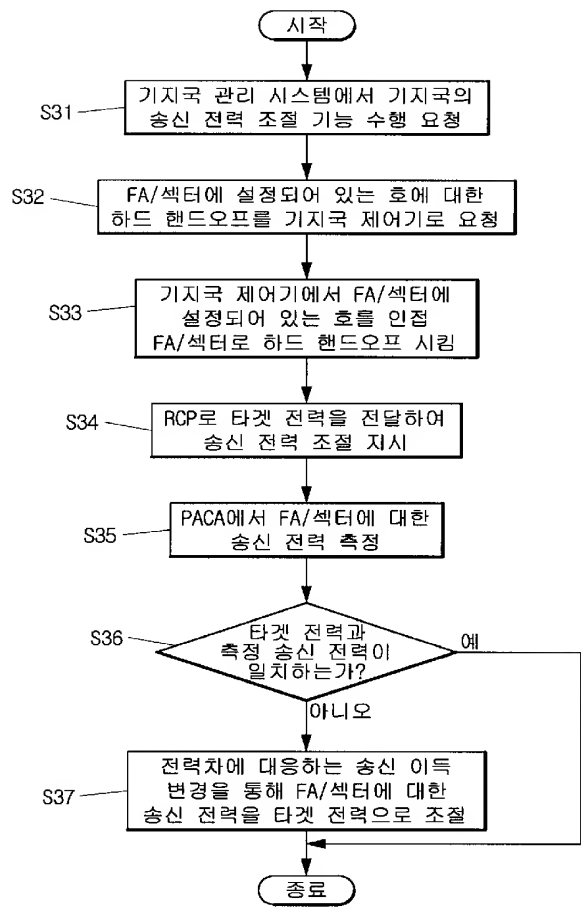 시작
S31
기지국 관리 시스템에서 기지국의
송신 전력 조절 기능 수행 요청
S32
FA/섹터에 설정되어 있는 호에 대한
하드 핸드오프를 기지국 제어기로 요청
S33
기지국 제어기에서 FA/섹터에
설정되어 있는 호를 인접
FA/섹터로 하드 핸드오프 시킴
S34
RCP로 타겟 전력을 전달하여
송신 전력 조절 지시
S35
PACA에서 FA/섹터에 대한
송신 전력 측정
S36
타겟 전력과
측정 송신 전력이
일치하는가?
예
아니오
S37
전력차에 대응하는 송신 이득
변경을 통해 FA/섹터에 대한
송신 전력을 타겟 전력으로 조절
종료